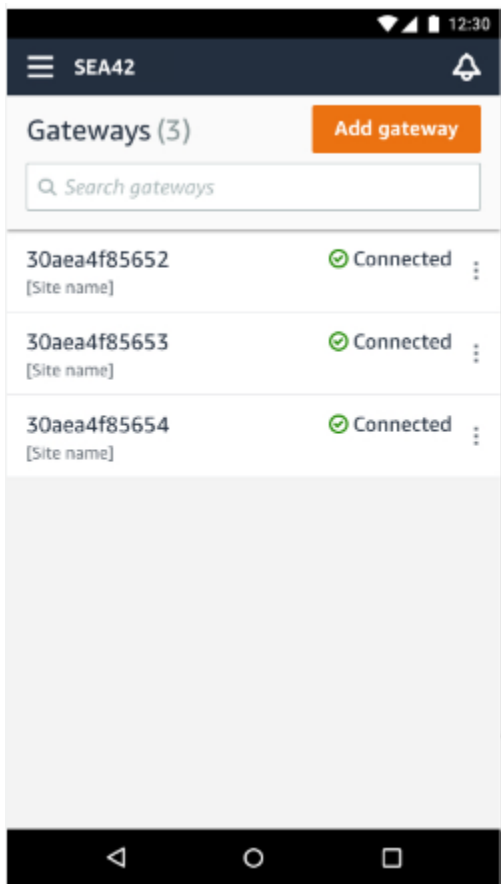 12:30
SEA42
Gateways (3)
Add gateway
Search gateways
30aea4f85652
Connected
[Site name]
30aea4f85653
Connected
[Site name]
30aea4f85654
Connected
[Site name]